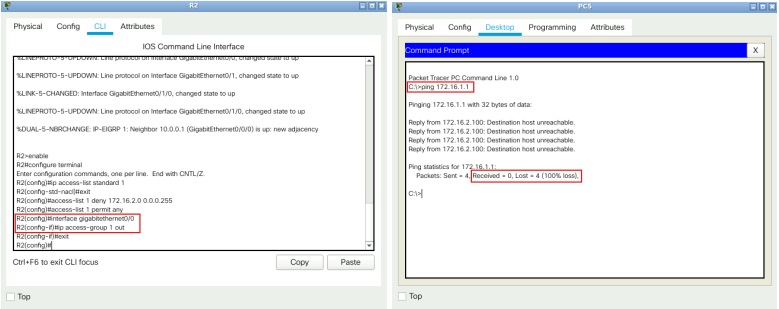 R2
Physical Config CLI Attributes
IOS Command Line Interface
%LINEPROTO-5-UPDOWN: Line protocol on Interface GigabitEthernet0/0, changed state to up
%LINEPROTO-5-UPDOWN: Line protocol on Interface GigabitEthernet0/1, changed state to up
%LINK-5-CHANGED: Interface GigabitEthernet0/1/0, changed state to up
%LINEPROTO-5-UPDOWN: Line protocol on Interface GigabitEthernet0/1/0, changed state to up
%DUAL-5-NBRCHANGE: IP-EIGRP 1: Neighbor 10.0.0.1 (GigabitEthernet0/0/0) is up: new adjacency
R2>enable
R2#configure terminal
Enter configuration commands, one per line. End with CNTL/Z.
R2(config)#ip access-list standard 1
R2(config-std-nacl)#exit
R2(config)#access-list 1 deny 172.16.2.0 0.0.0.255
R2(config)#access-list 1 permit any
R2(config)#interface gigabitethernet0/0
R2(config-if)#ip access-group 1 out
R2(config-if)#exit
R2(config)#
Ctrl+F6 to exit CLI focus
Copy
Paste
Top
PC5
Physical Config Desktop Programming Attributes
Command Prompt
X
Packet Tracer PC Command Line 1.0
C:\>ping 172.16.1.1
Pinging 172.16.1.1 with 32 bytes of data:
Reply from 172.16.2.100: Destination host unreachable.
Reply from 172.16.2.100: Destination host unreachable.
Reply from 172.16.2.100: Destination host unreachable.
Reply from 172.16.2.100: Destination host unreachable.
Ping statistics for 172.16.1.1:
Packets: Sent = 4, Received = 0, Lost = 4 (100% loss),
C:\>
Top